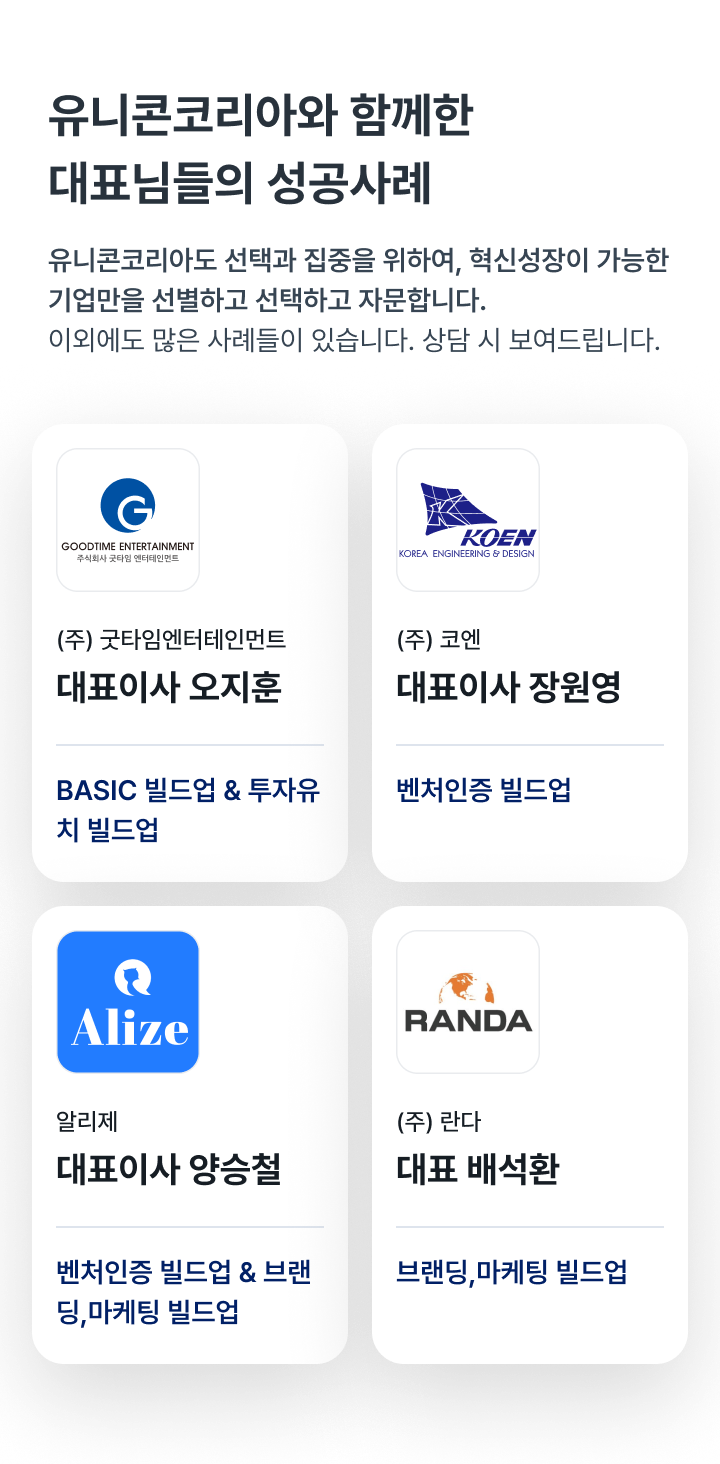 유니콘코리아와 함께한
대표님들의 성공사례
유니콘코리아도 선택과 집중을 위하여, 혁신성장이 가능한
기업만을 선별하고 선택하고 자문합니다.
이외에도 많은 사례들이 있습니다. 상담 시 보여드립니다.
G
GOODTIME ENTERTAINMENT
주식회사 굿타임 엔터테인먼트
(주) 굿타임엔터테인먼트
대표이사 오지훈
BASIC 빌드업 & 투자유
치 빌드업
K
KOEN
KOREA ENGINEERING & DESIGN
(주) 코엔
대표이사 장원영
벤처인증 빌드업
Alize
알리제
대표이사 양승철
벤처인증 빌드업 & 브랜
딩,마케팅 빌드업
RANDA
(주) 란다
대표 배석환
브랜딩,마케팅 빌드업